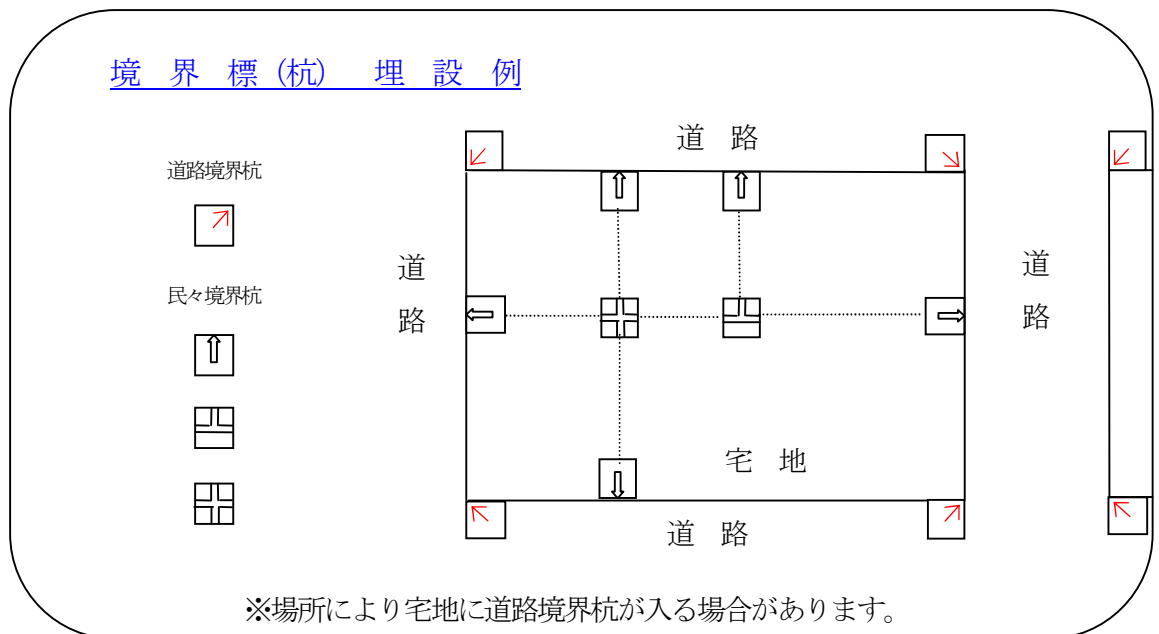 境 界 標 (杭) 埋 設 例
道路境界杭
民々境界杭
道 路
道
路
道
路
宅 地
道 路
※場所により宅地に道路境界杭が入る場合があります。